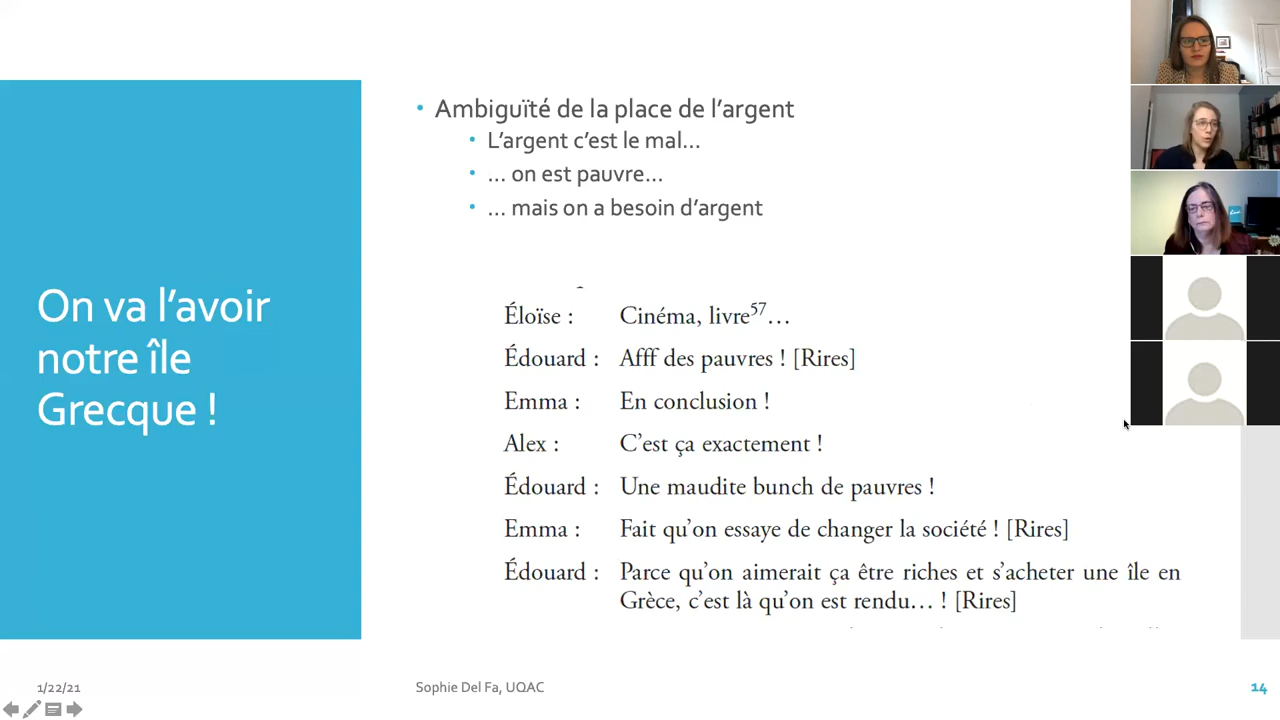 On va l'avoir
notre île
Grecque !
• Ambiguïté de la place de l'argent
• L'argent c'est le mal…
• … on est pauvre…
• … mais on a besoin d'argent
Éloïse : Cinéma, livre57…
Édouard : Afff des pauvres ! [Rires]
Emma : En conclusion !
Alex : C'est ça exactement !
Édouard : Une maudite bunch de pauvres !
Emma : Fait qu'on essaye de changer la société ! [Rires]
Édouard : Parce qu'on aimerait ça être riches et s'acheter une île en
Grèce, c'est là qu'on est rendu… ! [Rires]
1/22/21
Sophie Del Fa, UQAC
14